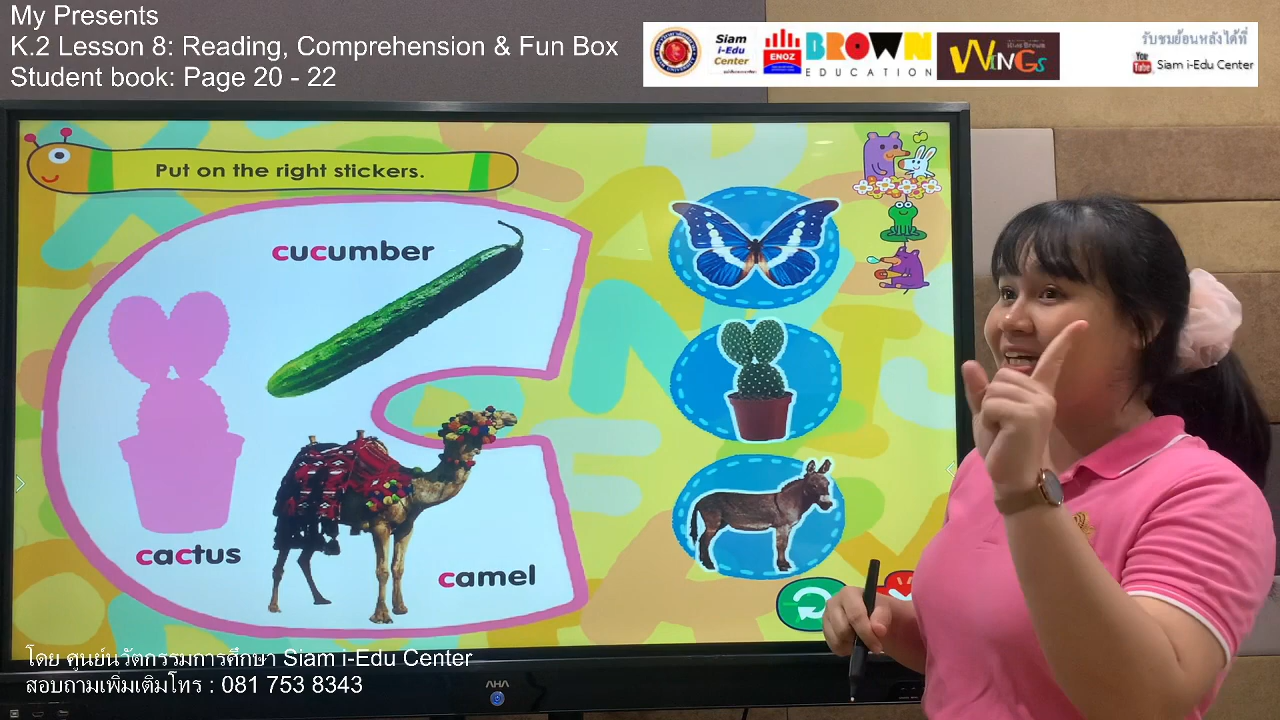 My Presents
K.2 Lesson 8: Reading, Comprehension & Fun Box
Student book: Page 20 - 22
Siam
i-Edu
Center
ENOZ
BROWN
EDUCATION
WiNGs
รับชมย้อนหลังได้ที่
You Tube Siam i-Edu Center
Put on the right stickers.
cucumber
cactus
camel
โดย ศูนย์นวัตกรรมการศึกษา Siam i-Edu Center
สอบถามเพิ่มเติมโทร : 081 753 8343
AHA